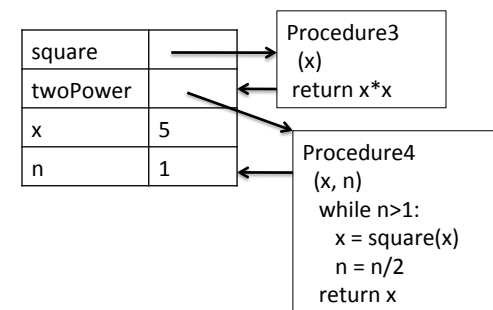 square
twoPower
x 5
n 1
Procedure3
(x)
return x*x
Procedure4
(x, n)
while n>1:
x = square(x)
n = n/2
return x